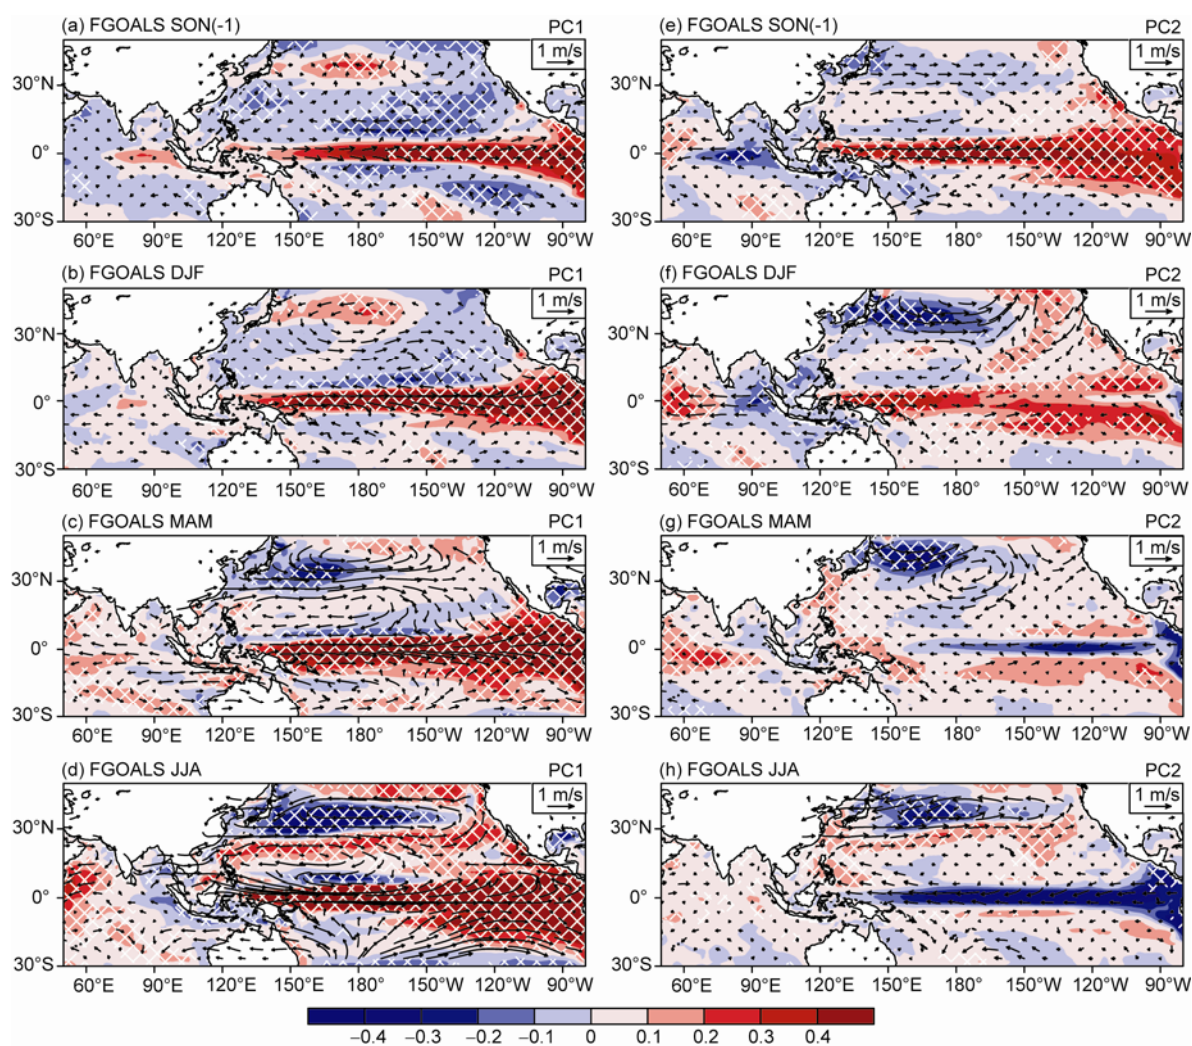 (a) FGOALS SON(-1) PC1
1 m/s
30°N
0°
30°S
60°E 90°E 120°E 150°E 180° 150°W 120°W 90°W
(e) FGOALS SON(-1) PC2
1 m/s
30°N
0°
30°S
60°E 90°E 120°E 150°E 180° 150°W 120°W 90°W
(b) FGOALS DJF PC1
1 m/s
30°N
0°
30°S
60°E 90°E 120°E 150°E 180° 150°W 120°W 90°W
(f) FGOALS DJF PC2
1 m/s
30°N
0°
30°S
60°E 90°E 120°E 150°E 180° 150°W 120°W 90°W
(c) FGOALS MAM PC1
1 m/s
30°N
0°
30°S
60°E 90°E 120°E 150°E 180° 150°W 120°W 90°W
(g) FGOALS MAM PC2
1 m/s
30°N
0°
30°S
60°E 90°E 120°E 150°E 180° 150°W 120°W 90°W
(d) FGOALS JJA PC1
1 m/s
30°N
0°
30°S
60°E 90°E 120°E 150°E 180° 150°W 120°W 90°W
(h) FGOALS JJA PC2
1 m/s
30°N
0°
30°S
60°E 90°E 120°E 150°E 180° 150°W 120°W 90°W
−0.4 −0.3 −0.2 −0.1 0 0.1 0.2 0.3 0.4